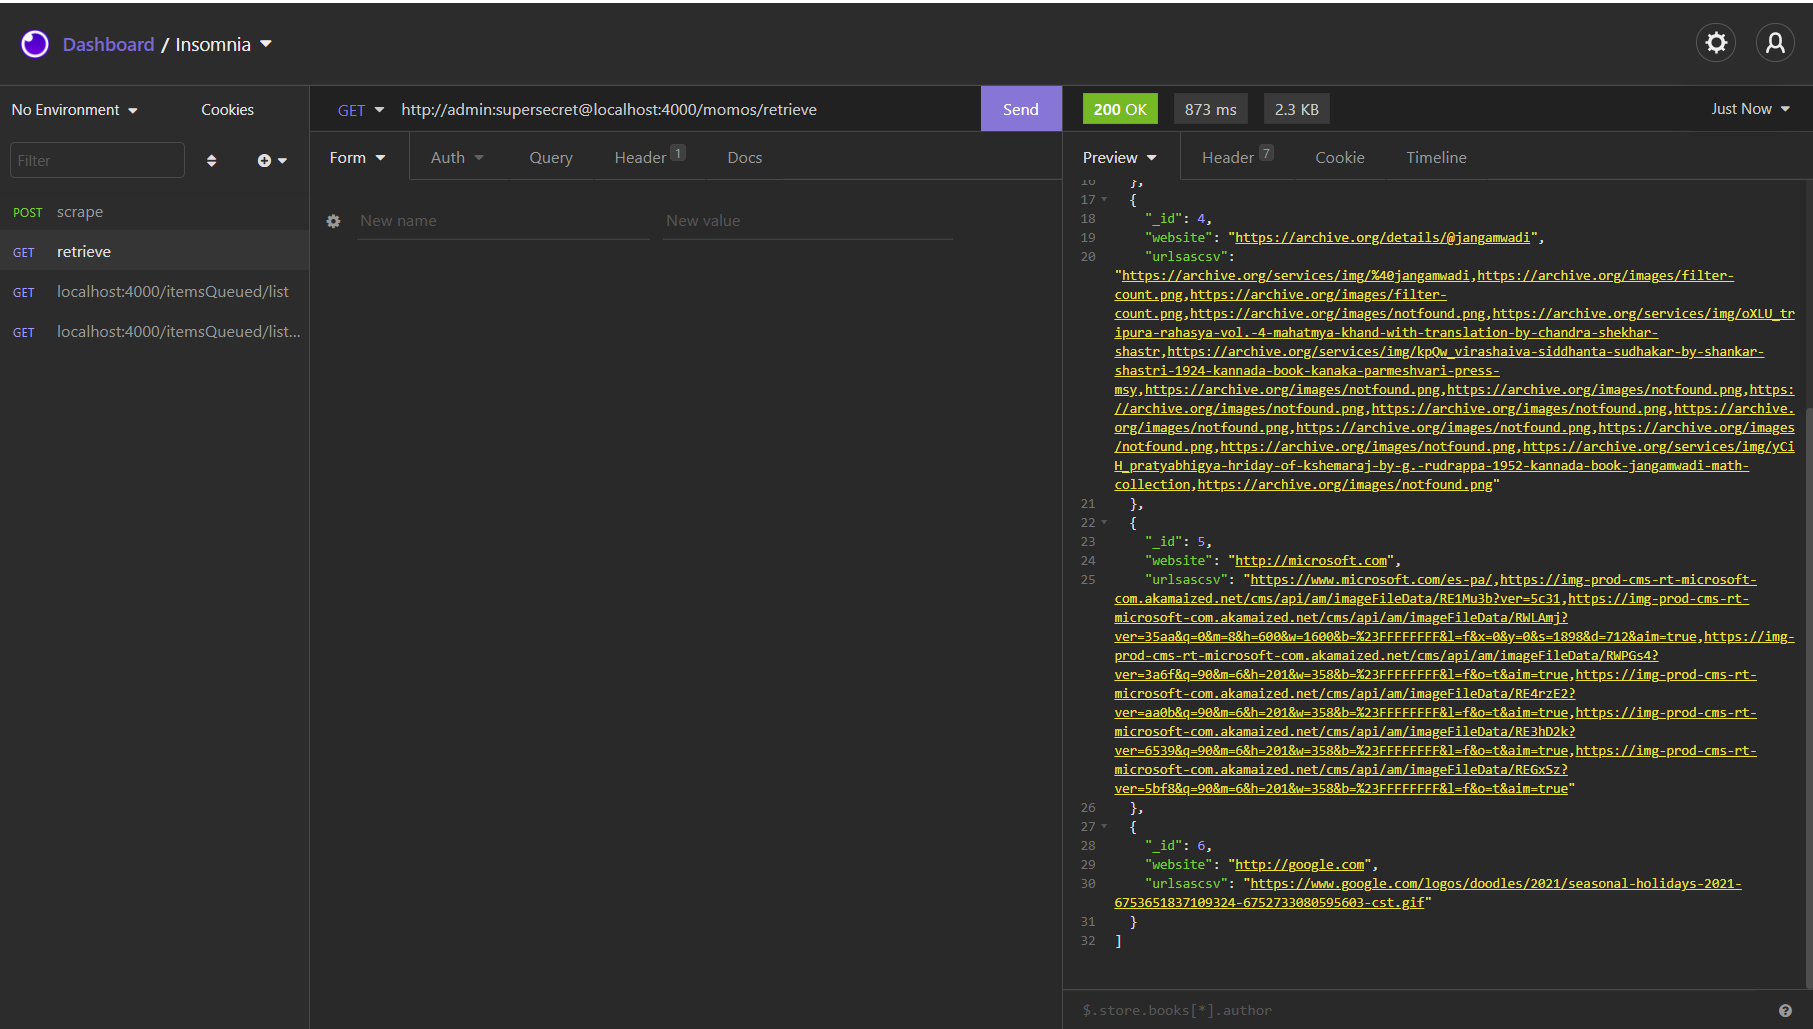 Dashboard / Insomnia
No Environment
Cookies
Filter
POST scrape
GET retrieve
GET localhost:4000/itemsQueued/list
GET localhost:4000/itemsQueued/list...
GET http://admin:supersecret@localhost:4000/momos/retrieve
Send
Form Auth Query Header 1 Docs
New name New value
200 OK 873 ms 2.3 KB Just Now
Preview Header 7 Cookie Timeline
16 },
17 {
18 "_id": 4,
19 "website": "https://archive.org/details/@jangamwadi",
20 "urlsascsv":
"https://archive.org/services/img/%40jangamwadi,https://archive.org/images/filter-
count.png,https://archive.org/images/filter-
count.png,https://archive.org/images/notfound.png,https://archive.org/services/img/oXLU_tr
ipura-rahasya-vol.-4-mahatmya-khand-with-translation-by-chandra-shekhar-
shastr,https://archive.org/services/img/kpQw_virashaiva-siddhanta-sudhakar-by-shankar-
shastri-1924-kannada-book-kanaka-parmeshvari-press-
msy,https://archive.org/images/notfound.png,https://archive.org/images/notfound.png,https:
//archive.org/images/notfound.png,https://archive.org/images/notfound.png,https://archive.
org/images/notfound.png,https://archive.org/images/notfound.png,https://archive.org/images
/notfound.png,https://archive.org/images/notfound.png,https://archive.org/services/img/yCi
H_pratyabhigya-hriday-of-kshemaraj-by-g.-rudrappa-1952-kannada-book-jangamwadi-math-
collection,https://archive.org/images/notfound.png"
21 },
22 {
23 "_id": 5,
24 "website": "http://microsoft.com",
25 "urlsascsv": "https://www.microsoft.com/es-pa/,https://img-prod-cms-rt-microsoft-
com.akamaized.net/cms/api/am/imageFileData/RE1Mu3b?ver=5c31,https://img-prod-cms-rt-
microsoft-com.akamaized.net/cms/api/am/imageFileData/RWLAmj?
ver=35aa&q=0&m=8&h=600&w=1600&b=%23FFFFFFFF&l=f&x=0&y=0&s=1898&d=712&aim=true,https://img-
prod-cms-rt-microsoft-com.akamaized.net/cms/api/am/imageFileData/RWPGs4?
ver=3a6f&q=90&m=6&h=201&w=358&b=%23FFFFFFFF&l=f&o=t&aim=true,https://img-prod-cms-rt-
microsoft-com.akamaized.net/cms/api/am/imageFileData/RE4rzE2?
ver=aa0b&q=90&m=6&h=201&w=358&b=%23FFFFFFFF&l=f&o=t&aim=true,https://img-prod-cms-rt-
microsoft-com.akamaized.net/cms/api/am/imageFileData/RE3hD2k?
ver=6539&q=90&m=6&h=201&w=358&b=%23FFFFFFFF&l=f&o=t&aim=true,https://img-prod-cms-rt-
microsoft-com.akamaized.net/cms/api/am/imageFileData/REGxSz?
ver=5bf8&q=90&m=6&h=201&w=358&b=%23FFFFFFFF&l=f&o=t&aim=true"
26 },
27 {
28 "_id": 6,
29 "website": "http://google.com",
30 "urlsascsv": "https://www.google.com/logos/doodles/2021/seasonal-holidays-2021-
6753651837109324-6752733080595603-cst.gif"
31 }
32 ]
$.store.books[*].author